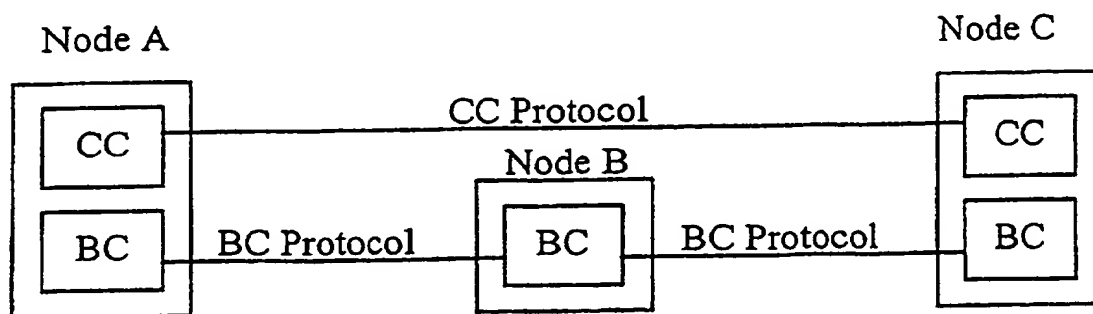 Node A
Node C
CC
CC Protocol
CC
Node B
BC
BC Protocol
BC
BC Protocol
BC